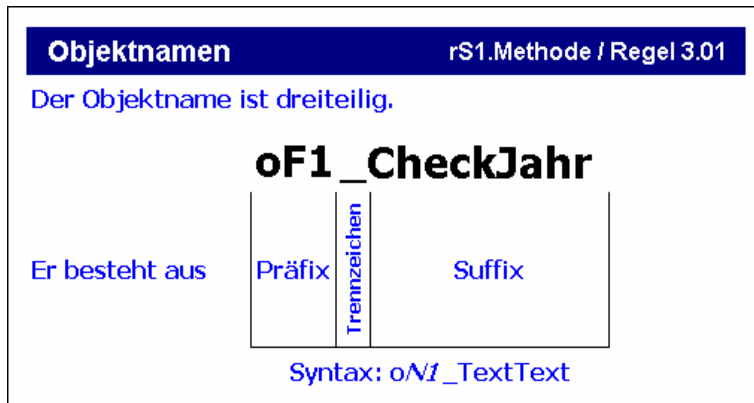 Objektnamen rS1.Methode / Regel 3.01
Der Objektname ist dreiteilig.
oF1_CheckJahr
Er besteht aus Präfix Trennzeichen Suffix
Syntax: oN1_TextText